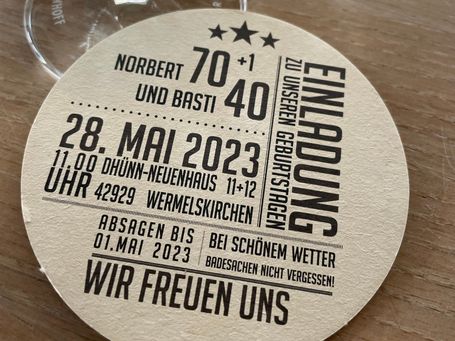 NORBERT 70 +1
UND BASTI 40
28. MAI 2023
11.00 DHÜNN-NEUENHAUS 11+12
UHR 42929 WERMELSKIRCHEN
EINLADUNG
ZU UNSEREN GEBURTSTAGEN
ABSAGEN BIS
01. MAI 2023
BEI SCHÖNEM WETTER
BADESACHEN NICHT VERGESSEN!
WIR FREUEN UNS